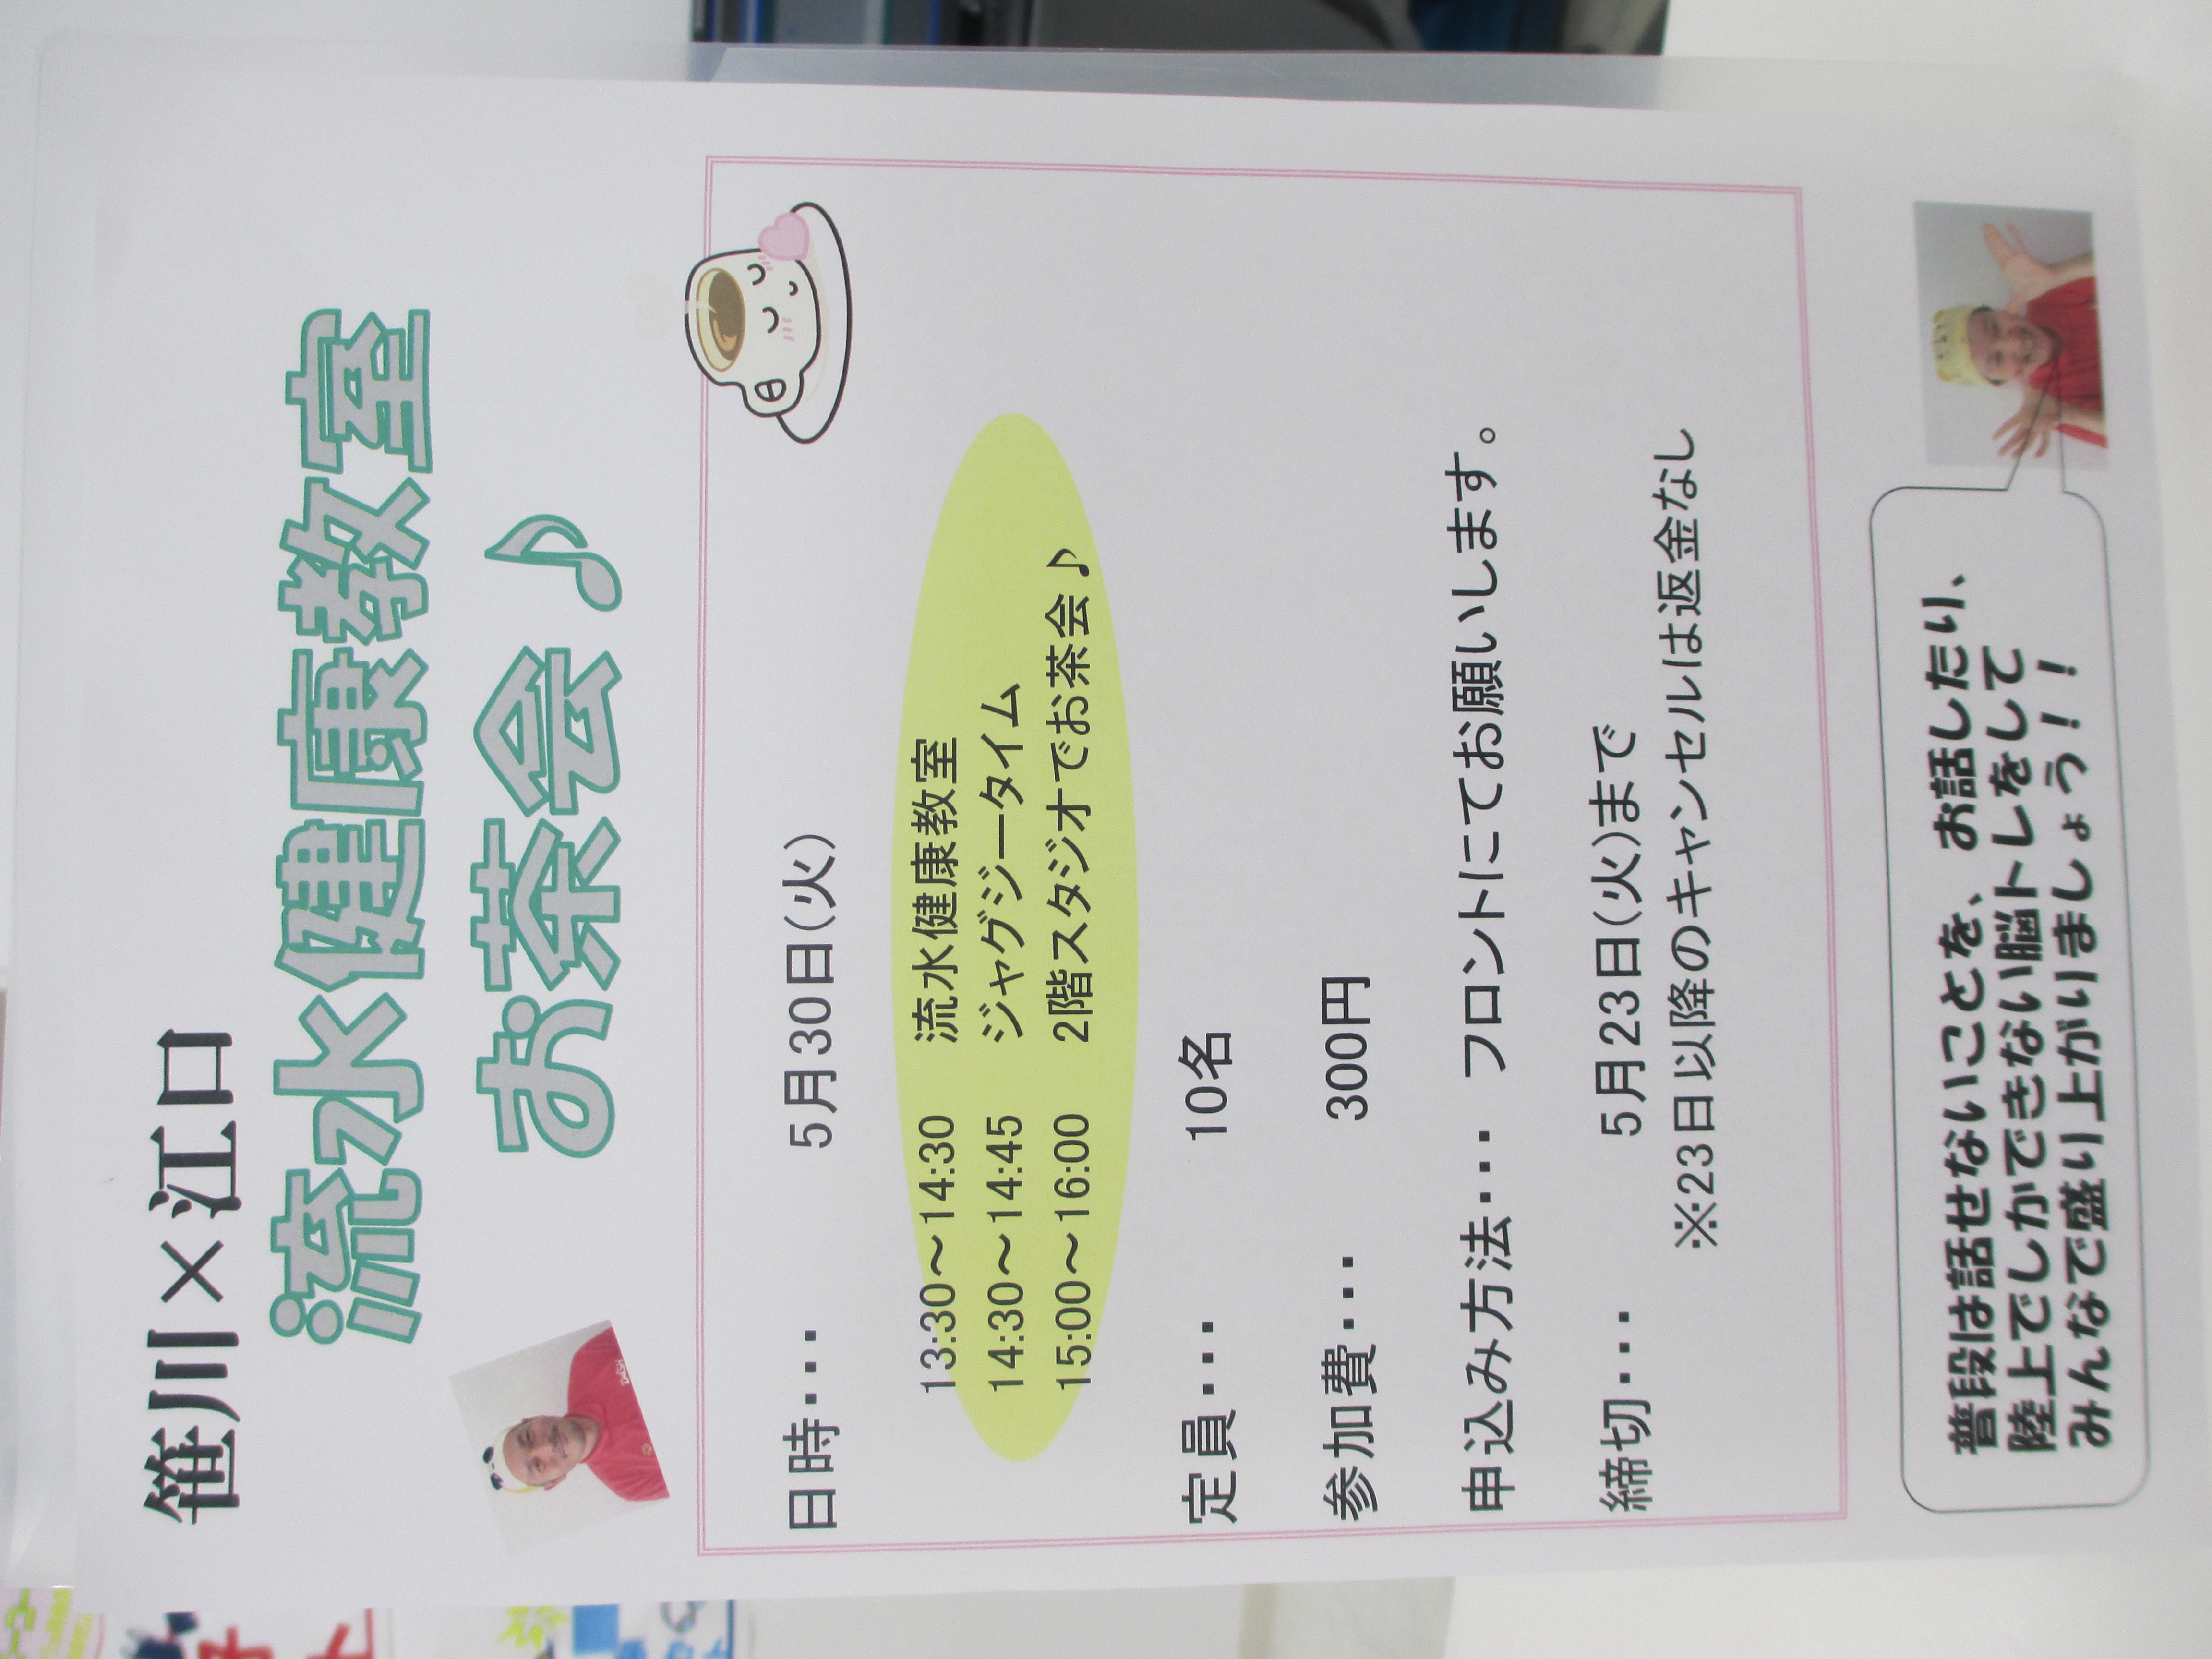 笹川×江口
流水健康教室
お茶会♪
日時・・・ 5月30日(火)
13:30～14:30 流水健康教室
14:30～14:45 ジャグジータイム
15:00～16:00 2階スタジオでお茶会♪
定員・・・ 10名
参加費・・・ 300円
申込み方法・・・ フロントにてお願いします。
締切・・・ 5月23日(火)まで
※23日以降のキャンセルは返金なし
普段は話せないことを、お話したり、
陸上でしかできない脳トレをして
みんなで盛り上がりましょう！！